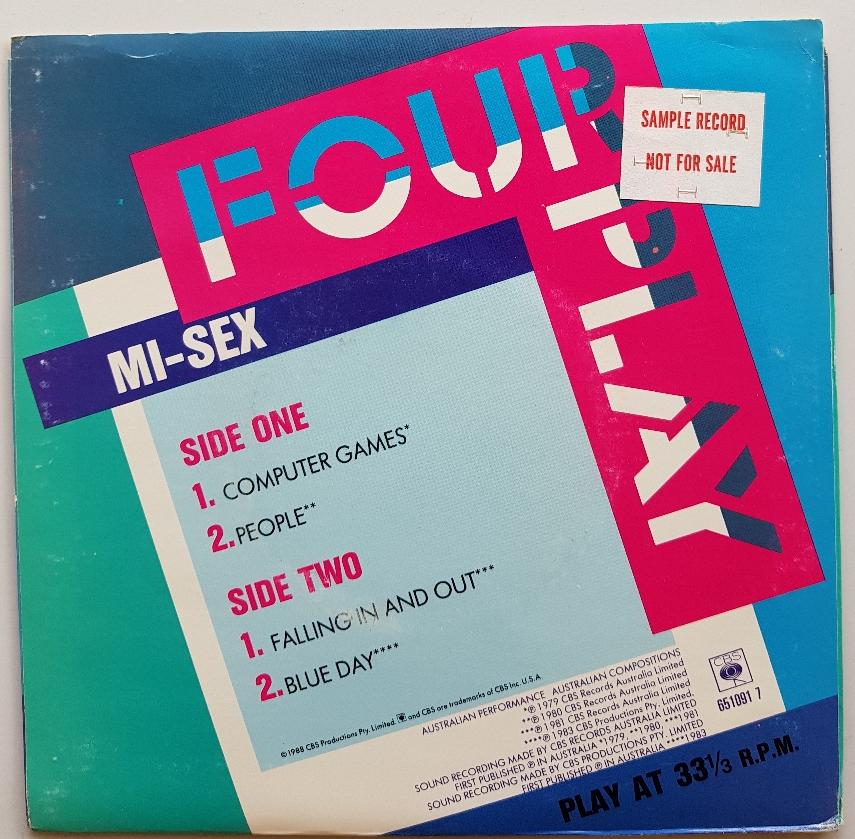 FOUR
PLAY
SAMPLE RECORD
NOT FOR SALE
MI-SEX
SIDE ONE
1. COMPUTER GAMES*
2. PEOPLE**
SIDE TWO
1. FALLING IN AND OUT***
2. BLUE DAY****
©1988 CBS Productions Pty. Limited. and CBS are trademarks of CBS Inc. U.S.A.
AUSTRALIAN PERFORMANCE AUSTRALIAN COMPOSITIONS
*℗ 1979 CBS Records Australia Limited
**℗ 1980 CBS Records Australia Limited
***℗ 1981 CBS Records Australia Limited
****℗ 1983 CBS Productions Pty. Limited.
SOUND RECORDING MADE BY CBS RECORDS AUSTRALIA LIMITED
FIRST PUBLISHED ℗ IN AUSTRALIA *1979, **1980, ***1981
SOUND RECORDING MADE BY CBS PRODUCTIONS PTY. LIMITED
FIRST PUBLISHED ℗ IN AUSTRALIA ****1983
CBS
651091 7
PLAY AT 33⅓ R.P.M.